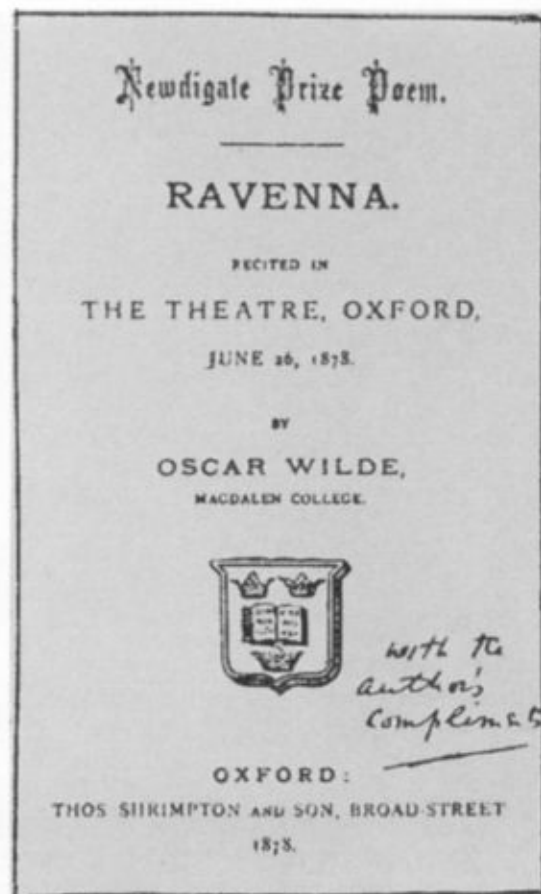 Newdigate Prize Poem.
RAVENNA.
RECITED IN
THE THEATRE, OXFORD,
JUNE 26, 1878.
BY
OSCAR WILDE,
MAGDALEN COLLEGE.
with the
author's
compliments
OXFORD:
THOS SHRIMPTON AND SON, BROAD-STREET
1878.